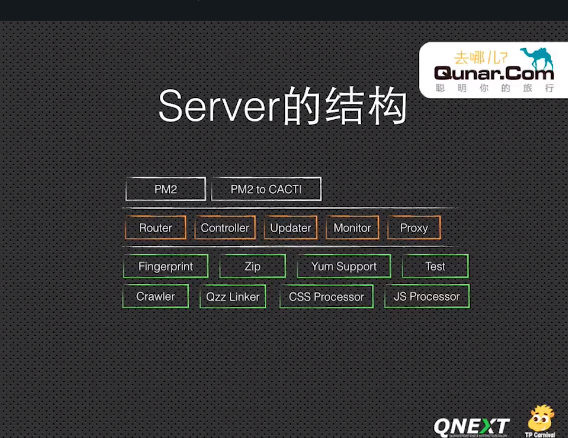 去哪儿?
Qunar.Com
聪明你的旅行
Server的结构
PM2 PM2 to CACTI
Router Controller Updater Monitor Proxy
Fingerprint Zip Yum Support Test
Crawler Qzz Linker CSS Processor JS Processor
QNEXT
TP Carnival